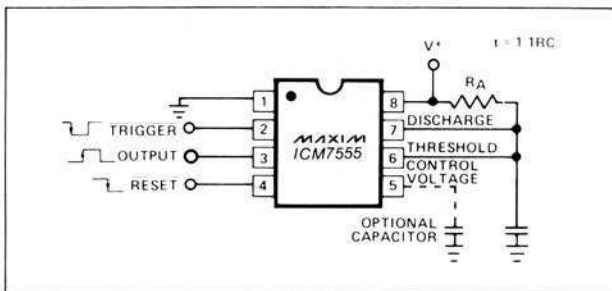 V+
t = 1 1RC
RA
1
8
DISCHARGE
TRIGGER
2
MAXIM
7
THRESHOLD
OUTPUT
3
ICM7555
6
CONTROL
VOLTAGE
RESET
4
5
OPTIONAL
CAPACITOR